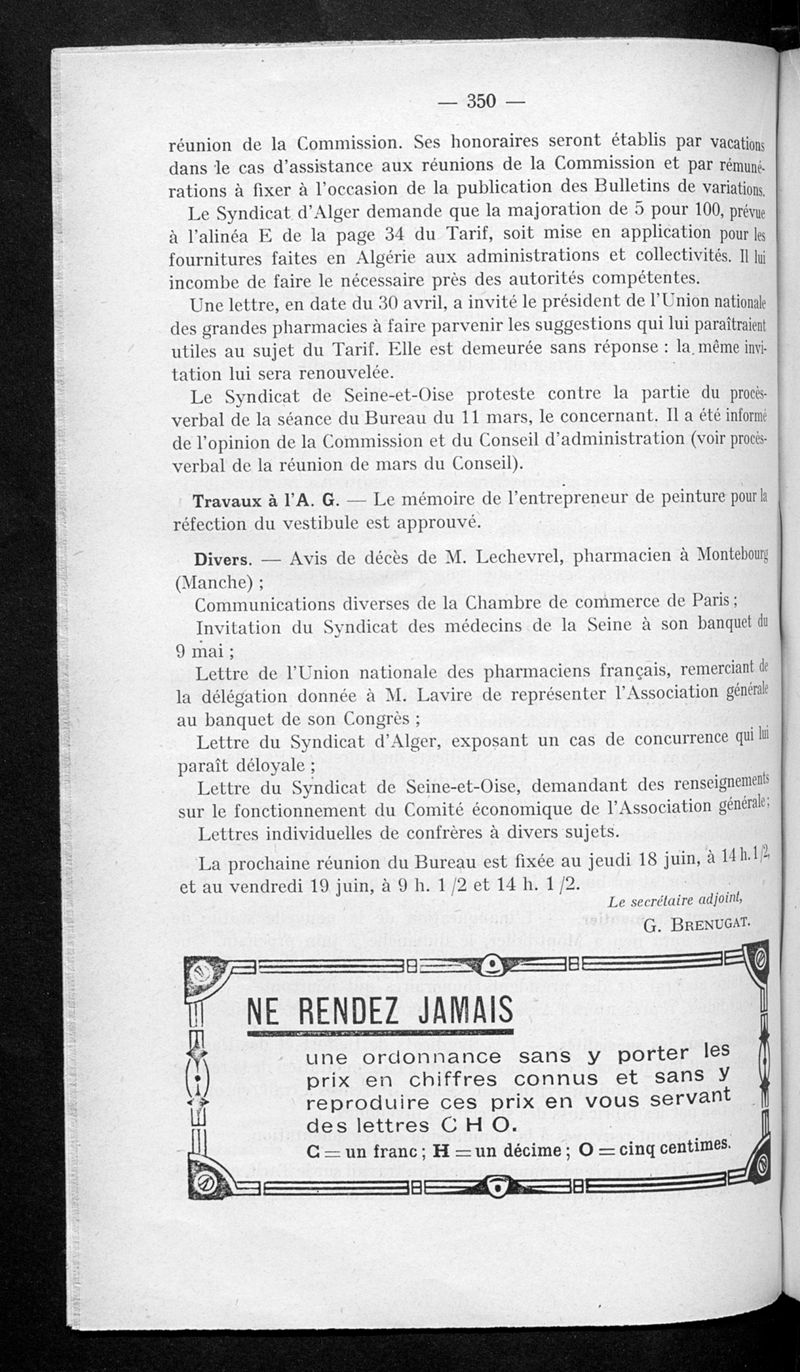 — 350 —
réunion de la Commission. Ses honoraires seront établis par vacations
dans le cas d'assistance aux réunions de la Commission et par rémuné-
rations à fixer à l'occasion de la publication des Bulletins de variations.
Le Syndicat d'Alger demande que la majoration de 5 pour 100, prévue
à l'alinéa E de la page 34 du Tarif, soit mise en application pour les
fournitures faites en Algérie aux administrations et collectivités. Il lui
incombe de faire le nécessaire près des autorités compétentes.
Une lettre, en date du 30 avril, a invité le président de l'Union nationale
des grandes pharmacies à faire parvenir les suggestions qui lui paraîtraient
utiles au sujet du Tarif. Elle est demeurée sans réponse : la même invi-
tation lui sera renouvelée.
Le Syndicat de Seine-et-Oise proteste contre la partie du procès-
verbal de la séance du Bureau du 11 mars, le concernant. Il a été informé
de l'opinion de la Commission et du Conseil d'administration (voir procès-
verbal de la réunion de mars du Conseil).
Travaux à l'A. G. — Le mémoire de l'entrepreneur de peinture pour la
réfection du vestibule est approuvé.
Divers. — Avis de décès de M. Lechevrel, pharmacien à Montebourg
(Manche) ;
Communications diverses de la Chambre de commerce de Paris ;
Invitation du Syndicat des médecins de la Seine à son banquet du
9 mai ;
Lettre de l'Union nationale des pharmaciens français, remerciant de
la délégation donnée à M. Lavire de représenter l'Association générale
au banquet de son Congrès ;
Lettre du Syndicat d'Alger, exposant un cas de concurrence qui lui
paraît déloyale ;
Lettre du Syndicat de Seine-et-Oise, demandant des renseignements
sur le fonctionnement du Comité économique de l'Association générale ;
Lettres individuelles de confrères à divers sujets.
La prochaine réunion du Bureau est fixée au jeudi 18 juin, à 14 h. 1/2,
et au vendredi 19 juin, à 9 h. 1/2 et 14 h. 1/2.
Le secrétaire adjoint,
G. BRENUGAT.
NE RENDEZ JAMAIS
une ordonnance sans y porter les
prix en chiffres connus et sans y
reproduire ces prix en vous servant
des lettres C H O.
C = un franc ; H = un décime ; O = cinq centimes.